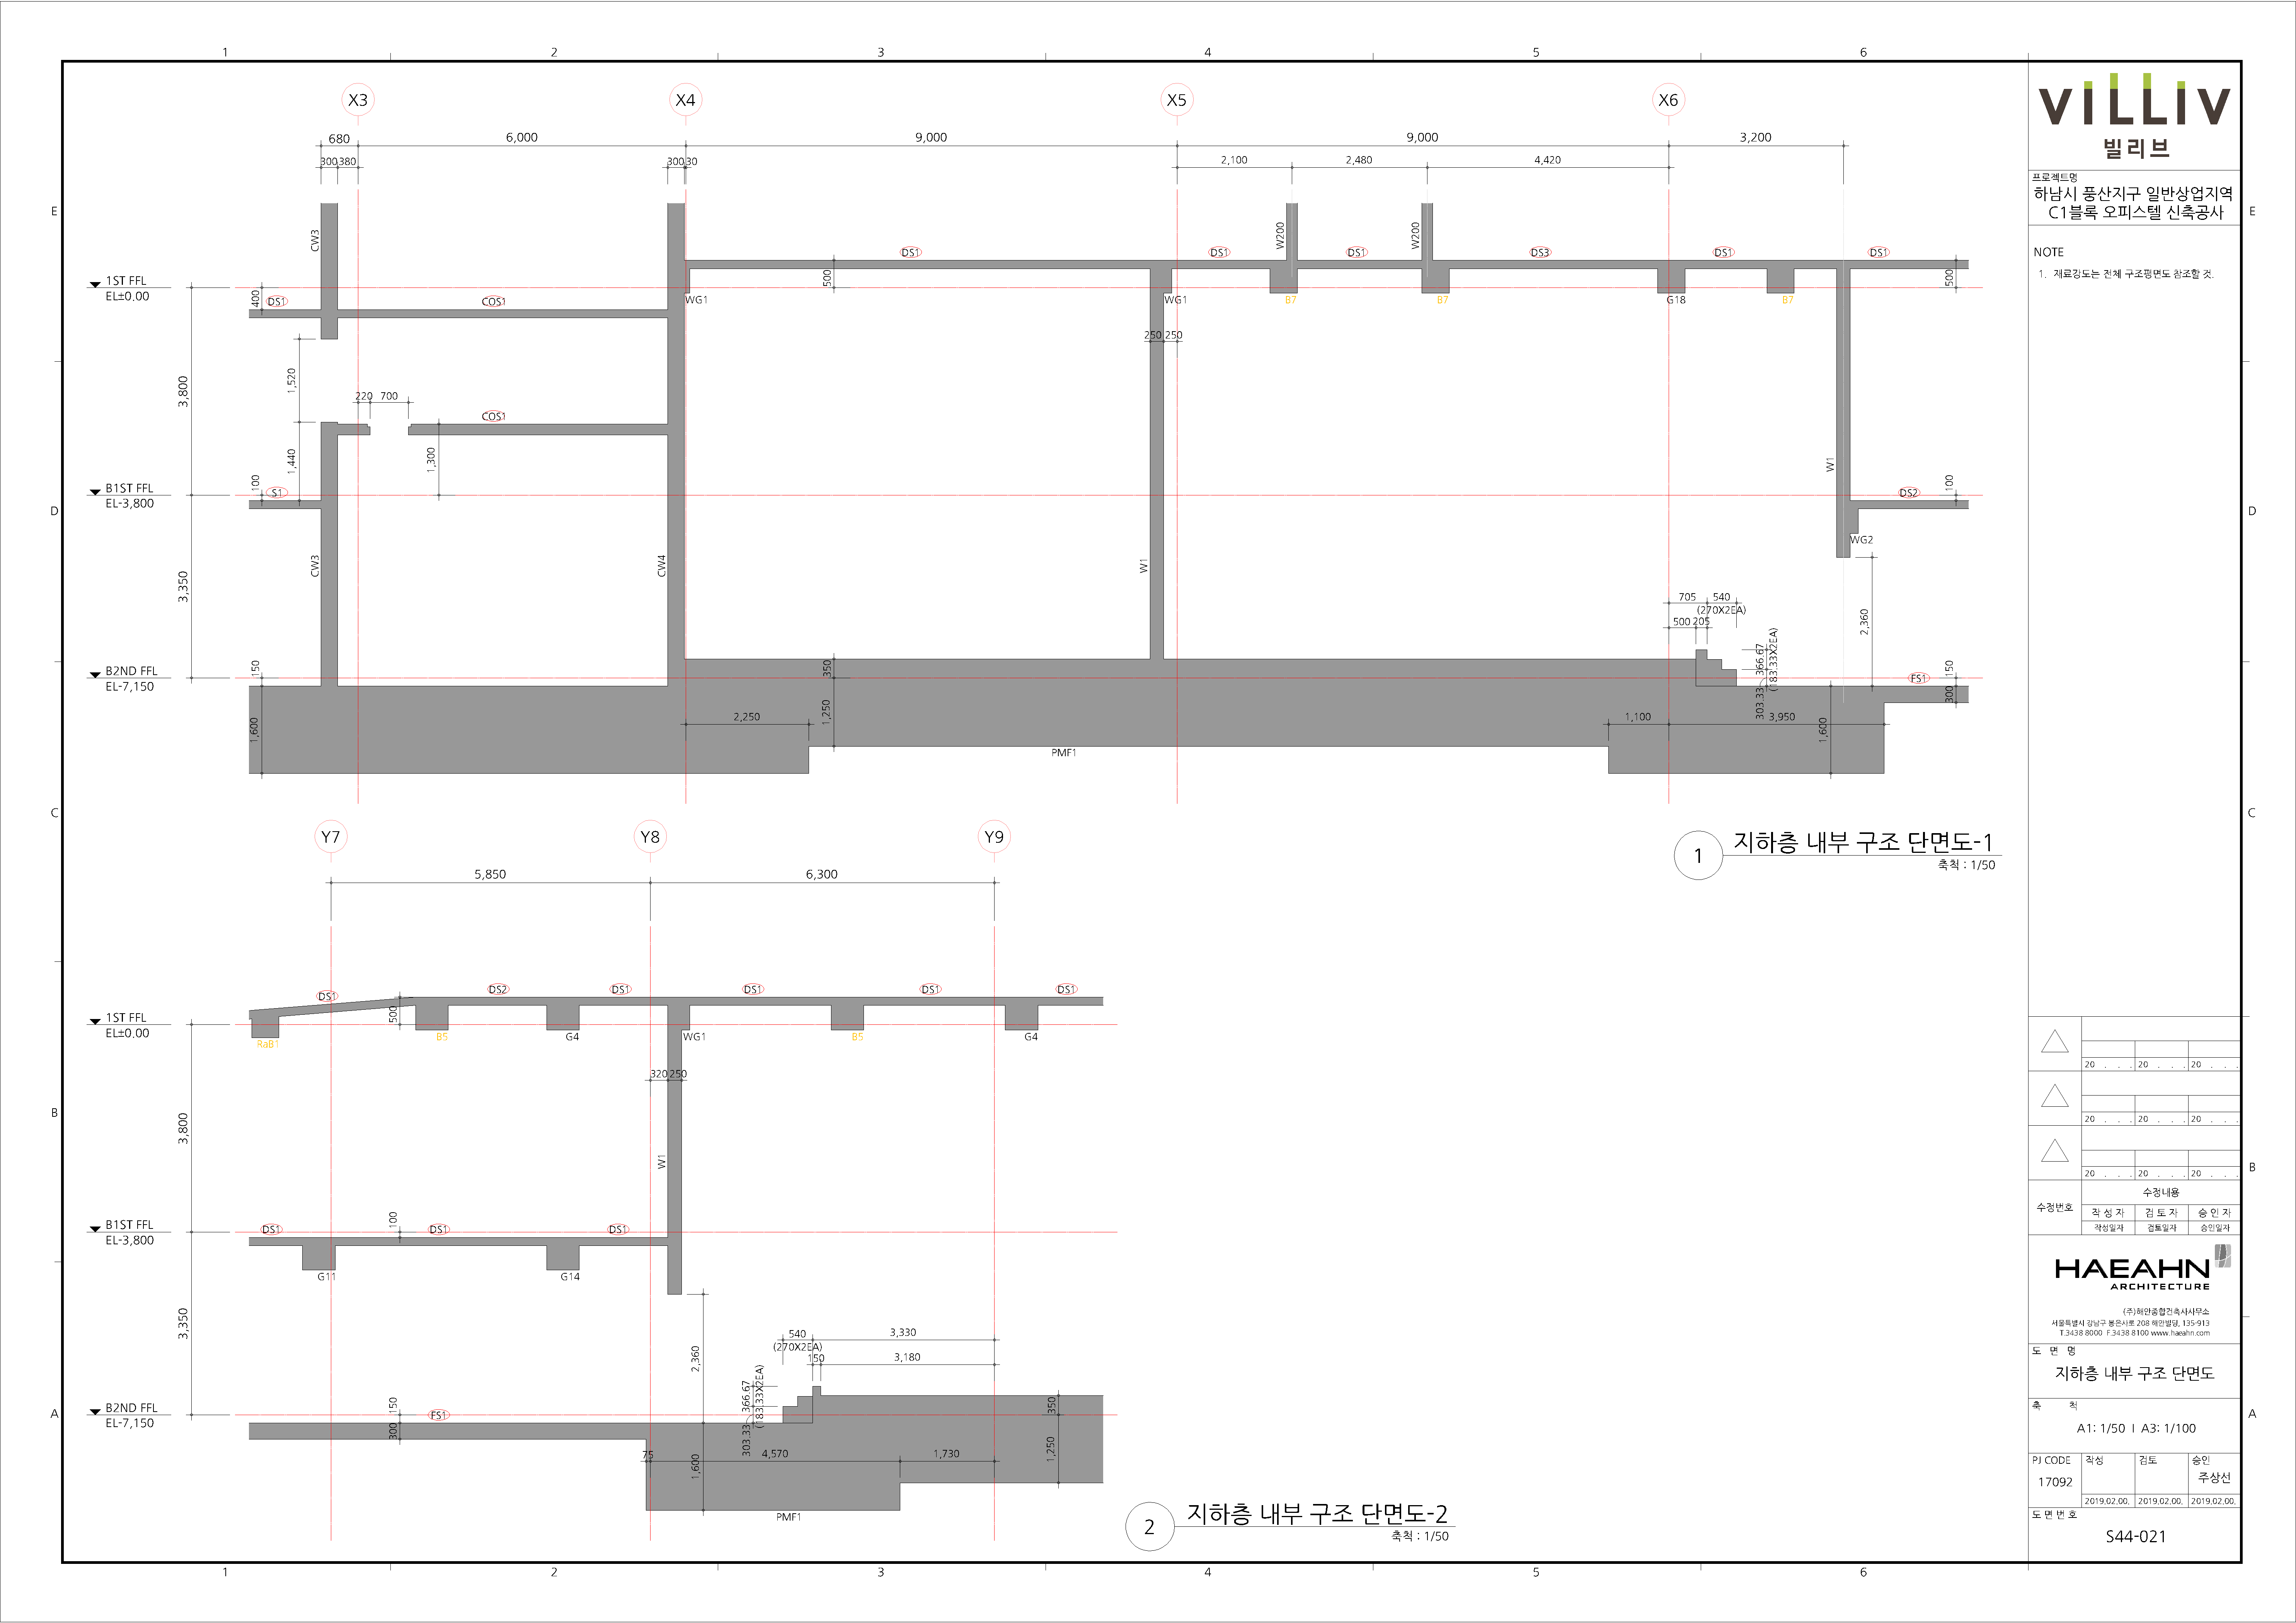 1 2 3 4 5 6
X3 X4 X5 X6
680 6,000 9,000 9,000 3,200
300 380 300 30 2,100 2,480 4,420
E E
CW3 W200 W200
DS1 DS1 DS1 DS3 DS1 DS1
500 500
1ST FFL
EL±0.00
400 DS1 COS1 WG1 WG1 B7 B7 G18 B7
250 250
3,800 1,520
220 700
COS1
1,440 1,300 W1
B1ST FFL
EL-3,800
100 S1 DS2 100
D D
WG2
CW3 CW4 W1
3,350
705 540
(270X2EA)
500 205
2,360
366.67
(183.33X2EA)
303.33
B2ND FFL
EL-7,150
150 350 FS1 150
300
1,600 2,250 1,250 1,100 3,950 1,600
PMF1
C C
1 지하층 내부 구조 단면도-1
축척 : 1/50
Y7 Y8 Y9
5,850 6,300
DS1 DS2 DS1 DS1 DS1 DS1
500
1ST FFL
EL±0.00
RaB1 B5 G4 WG1 B5 G4
320 250
B B
3,800 W1
B1ST FFL
EL-3,800
DS1 100 DS1 DS1
G11 G14
3,350
540 3,330
(270X2EA)
150 3,180
2,360
366.67
(183.33X2EA)
303.33
B2ND FFL
EL-7,150
A A
150 FS1 350
300
75 4,570 1,730
1,600 1,250
PMF1
2 지하층 내부 구조 단면도-2
축척 : 1/50
1 2 3 4 5 6
VILLIV
빌리브
프로젝트명
하남시 풍산지구 일반상업지역
C1블록 오피스텔 신축공사
NOTE
1. 재료강도는 전체 구조평면도 참조할 것.
20 . . . 20 . . . 20 . . .
20 . . . 20 . . . 20 . . .
20 . . . 20 . . . 20 . . .
수정번호 수정내용
작 성 자 검 토 자 승 인 자
작성일자 검토일자 승인일자
HAEAHN
ARCHITECTURE
(주)해안종합건축사사무소
서울특별시 강남구 봉은사로 208 해안빌딩, 135-913
T.3438 8000 F.3438 8100 www.haeahn.com
도 면 명
지하층 내부 구조 단면도
축 척
A1: 1/50 I A3: 1/100
PJ CODE 작성 검토 승인
17092 주상선
2019.02.00. 2019.02.00. 2019.02.00.
도 면 번 호
S44-021